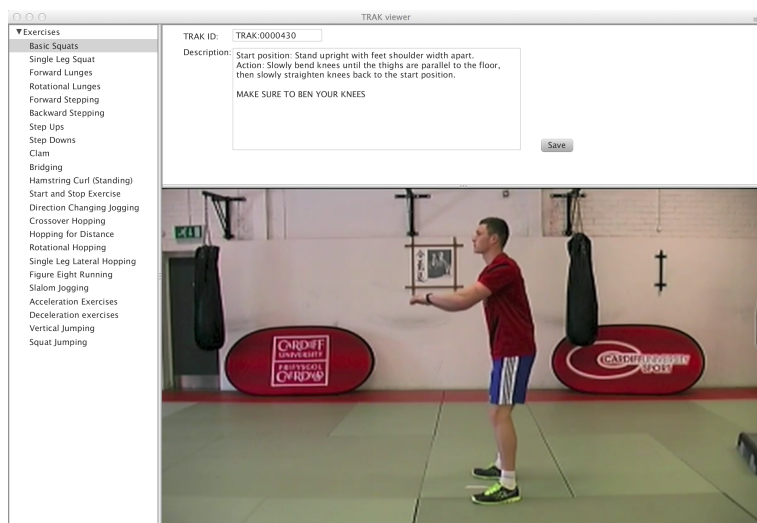 TRAK viewer
▼Exercises
Basic Squats
Single Leg Squat
Forward Lunges
Rotational Lunges
Forward Stepping
Backward Stepping
Step Ups
Step Downs
Clam
Bridging
Hamstring Curl (Standing)
Start and Stop Exercise
Direction Changing Jogging
Crossover Hopping
Hopping for Distance
Rotational Hopping
Single Leg Lateral Hopping
Figure Eight Running
Slalom Jogging
Acceleration Exercises
Deceleration exercises
Vertical Jumping
Squat Jumping
TRAK ID:
TRAK:0000430
Description:
Start position: Stand upright with feet shoulder width apart.
Action: Slowly bend knees until the thighs are parallel to the floor,
then slowly straighten knees back to the start position.
MAKE SURE TO BEN YOUR KNEES
Save
CARDIFF
UNIVERSITY
PRIFYSGOL
CAERDYDD
CARDIFF UNIVERSITY
SPORT